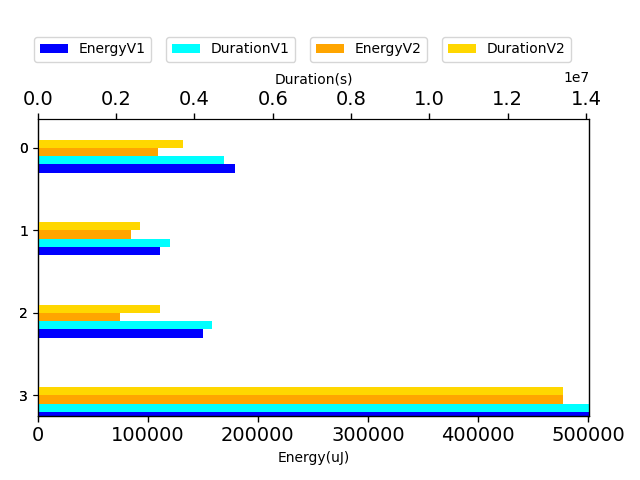 EnergyV1 DurationV1 EnergyV2 DurationV2
Duration(s)
1e7
0.0 0.2 0.4 0.6 0.8 1.0 1.2 1.4
0
1
2
3
0 100000 200000 300000 400000 500000
Energy(uJ)